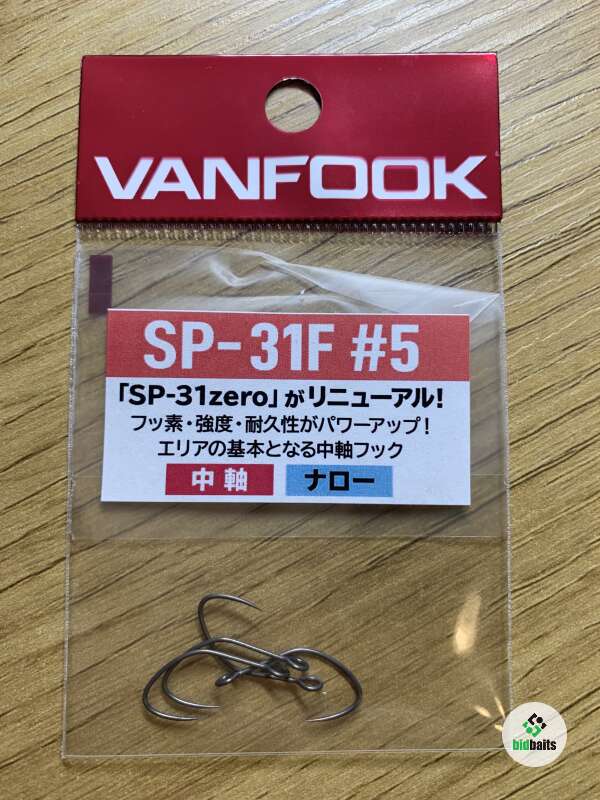 VANFOOK
SP-31F #5
「SP-31zero」がリニューアル!
フッ素・強度・耐久性がパワーアップ!
エリアの基本となる中軸フック
中軸 ナロー
bidbaits